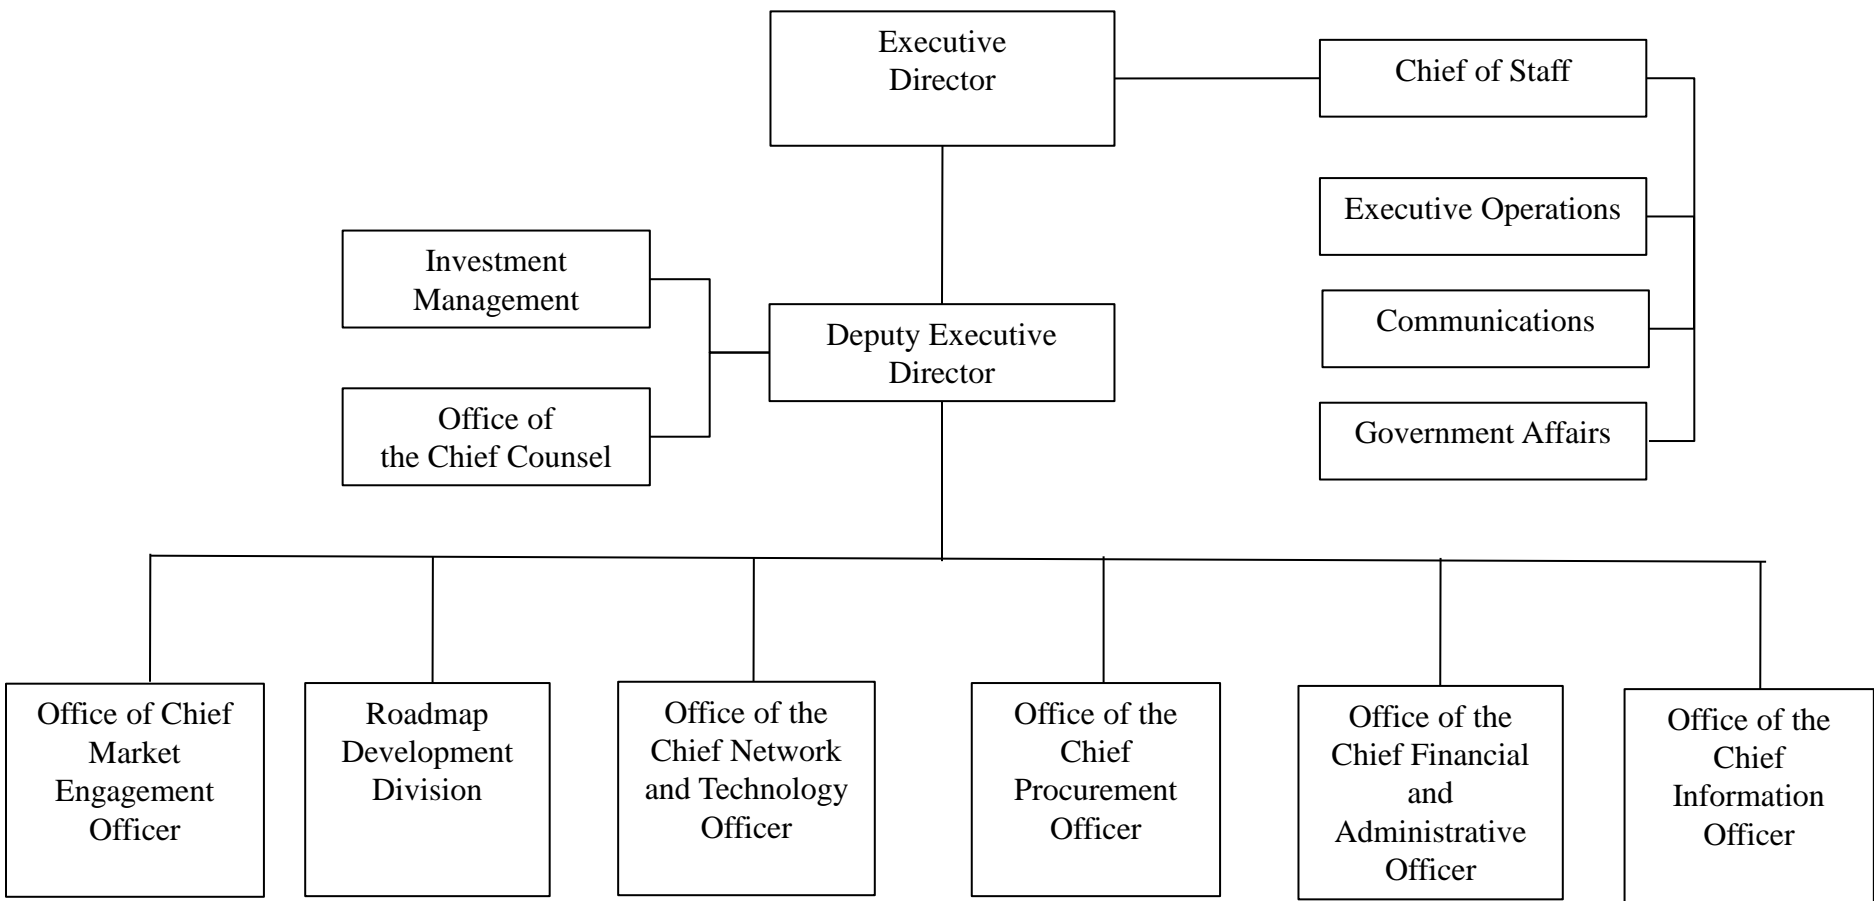 Executive
Director
Chief of Staff
Executive Operations
Investment
Management
Communications
Deputy Executive
Director
Office of
the Chief Counsel
Government Affairs
Office of Chief
Market
Engagement
Officer
Roadmap
Development
Division
Office of the
Chief Network
and Technology
Officer
Office of the
Chief
Procurement
Officer
Office of the
Chief Financial
and
Administrative
Officer
Office of the
Chief
Information
Officer